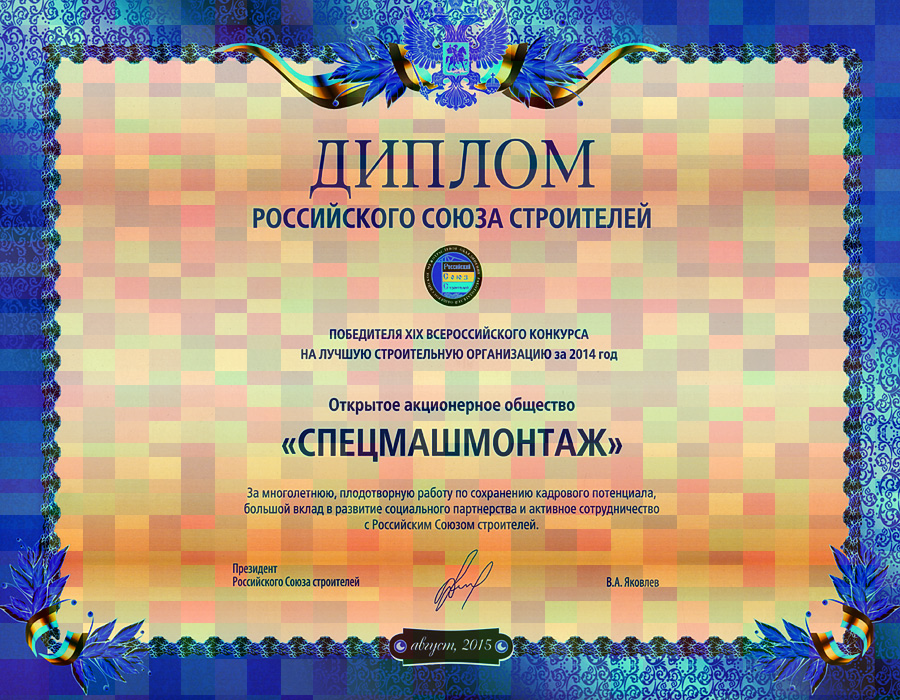 ДИПЛОМ
РОССИЙСКОГО СОЮЗА СТРОИТЕЛЕЙ
Российский
Союз
Строителей
ПОБЕДИТЕЛЯ XIX ВСЕРОССИЙСКОГО КОНКУРСА
НА ЛУЧШУЮ СТРОИТЕЛЬНУЮ ОРГАНИЗАЦИЮ за 2014 год
Открытое акционерное общество
«СПЕЦМАШМОНТАЖ»
За многолетнюю, плодотворную работу по сохранению кадрового потенциала,
большой вклад в развитие социального партнерства и активное сотрудничество
с Российским Союзом строителей.
Президент
Российского Союза строителей
В.А. Яковлев
август, 2015